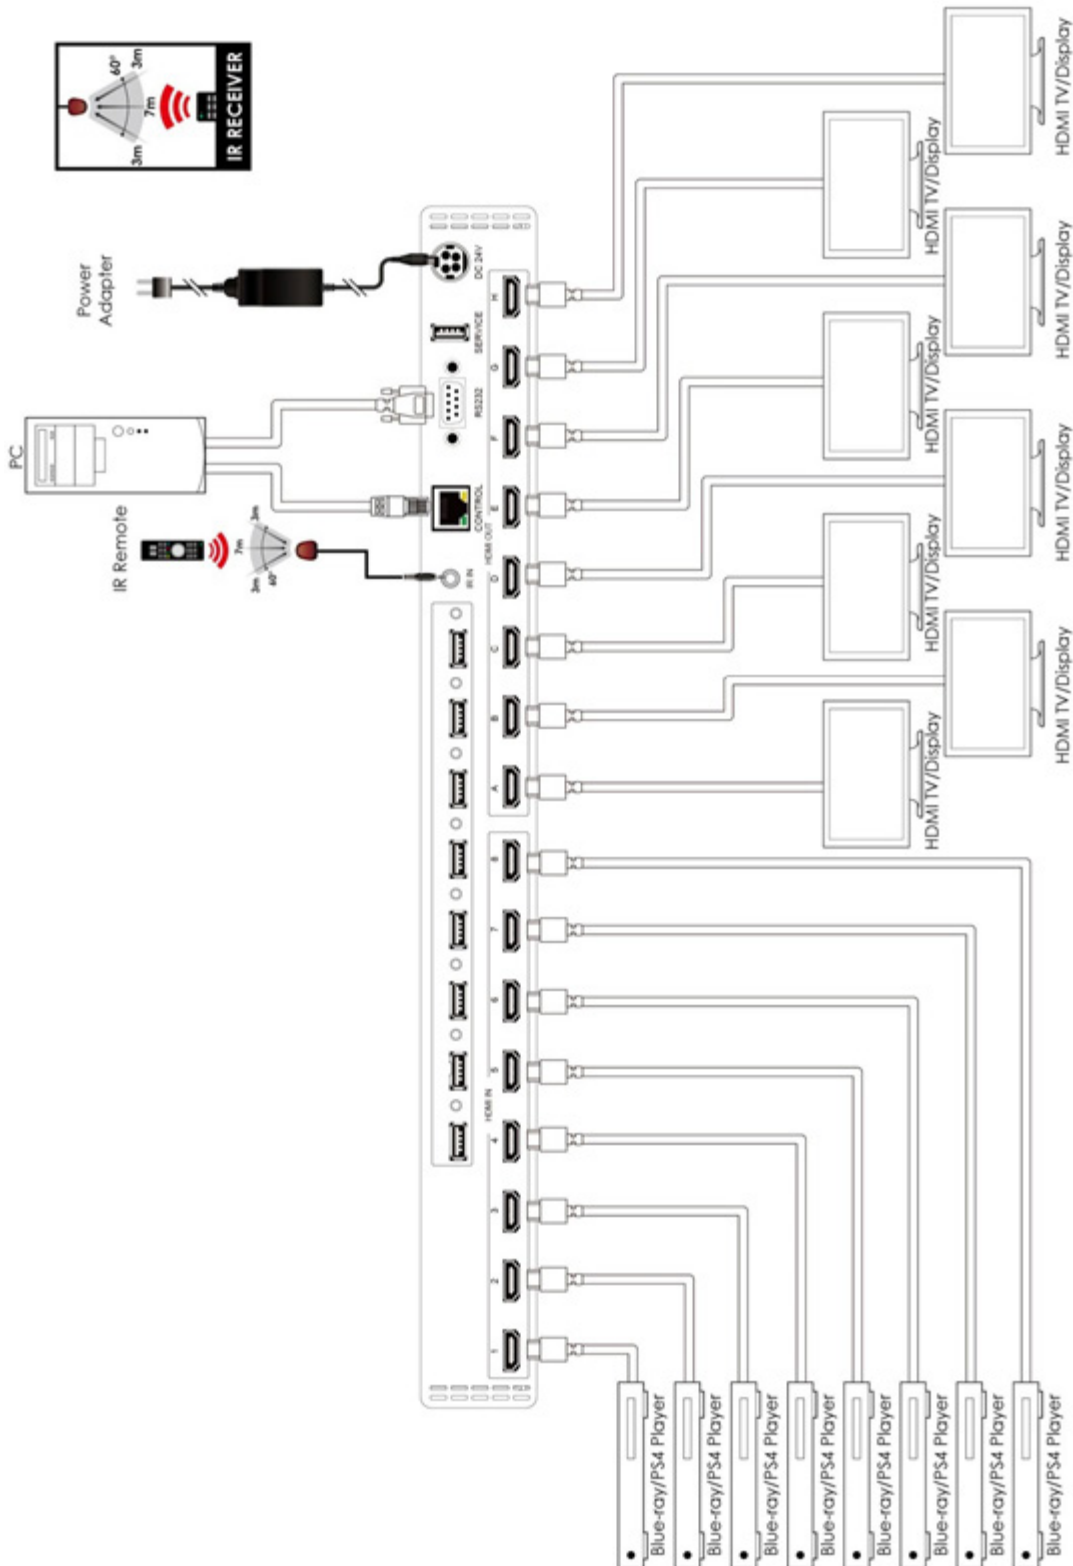 PC
IR Remote
3m
60°
7m
3m
Power
Adapter
3m
7m
60°
3m
IR RECEIVER
IR IN
CONTROL
RS232
SERVICE
DC 24V
HDMI IN
HDMI OUT
1 2 3 4 5 6 7 8 A B C D E F G H
Blue-ray/PS4 Player
Blue-ray/PS4 Player
Blue-ray/PS4 Player
Blue-ray/PS4 Player
Blue-ray/PS4 Player
Blue-ray/PS4 Player
Blue-ray/PS4 Player
Blue-ray/PS4 Player
HDMI TV/Display
HDMI TV/Display
HDMI TV/Display
HDMI TV/Display
HDMI TV/Display
HDMI TV/Display
HDMI TV/Display
HDMI TV/Display